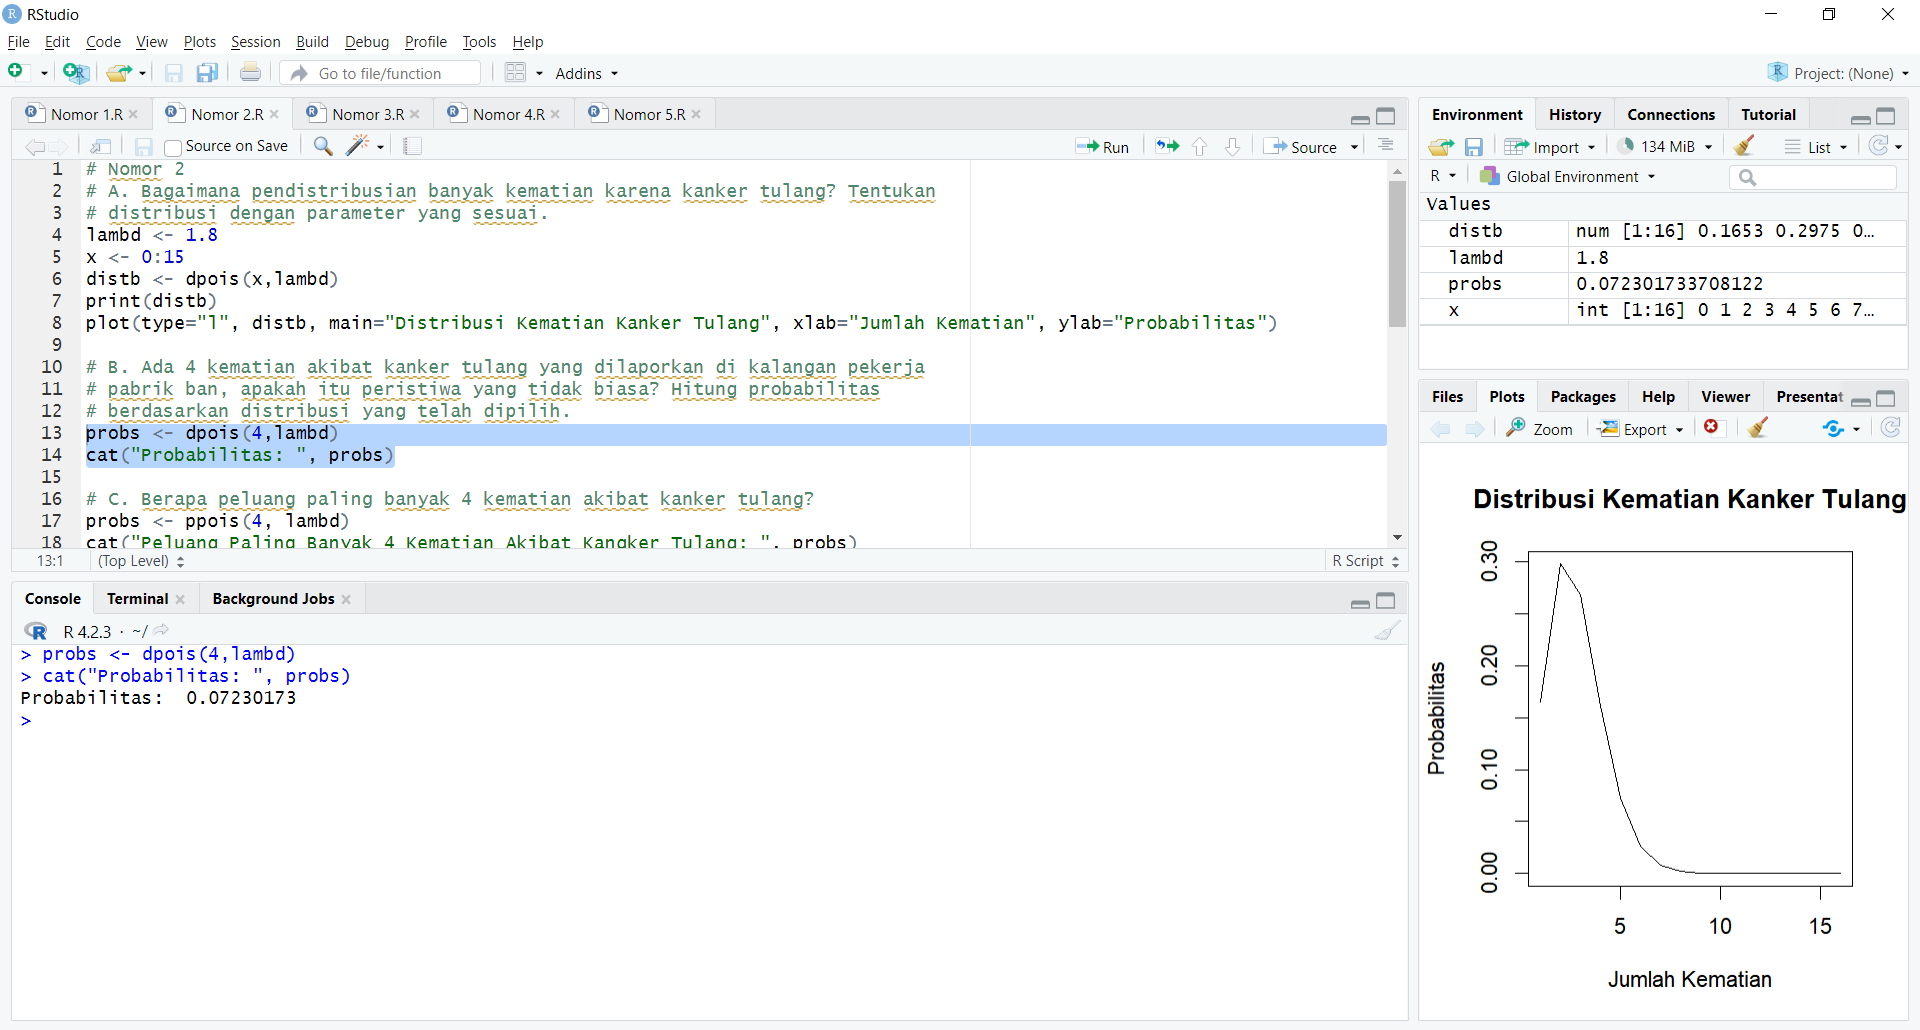 RStudio
File Edit Code View Plots Session Build Debug Profile Tools Help
Go to file/function Addins Project: (None)
Nomor 1.R Nomor 2.R Nomor 3.R Nomor 4.R Nomor 5.R
Source on Save Run Source
1 # Nomor 2
2 # A. Bagaimana pendistribusian banyak kematian karena kanker tulang? Tentukan
3 # distribusi dengan parameter yang sesuai.
4 lambd <- 1.8
5 x <- 0:15
6 distb <- dpois(x,lambd)
7 print(distb)
8 plot(type="l", distb, main="Distribusi Kematian Kanker Tulang", xlab="Jumlah Kematian", ylab="Probabilitas")
9
10 # B. Ada 4 kematian akibat kanker tulang yang dilaporkan di kalangan pekerja
11 # pabrik ban, apakah itu peristiwa yang tidak biasa? Hitung probabilitas
12 # berdasarkan distribusi yang telah dipilih.
13 probs <- dpois(4,lambd)
14 cat("Probabilitas: ", probs)
15
16 # C. Berapa peluang paling banyak 4 kematian akibat kanker tulang?
17 probs <- ppois(4, lambd)
18 cat("Peluang Paling Banyak 4 Kematian Akibat Kangker Tulang: ", probs)
13:1 (Top Level) R Script
Console Terminal Background Jobs
R 4.2.3 · ~/
> probs <- dpois(4,lambd)
> cat("Probabilitas: ", probs)
Probabilitas:  0.07230173
>
Environment History Connections Tutorial
Import 134 MiB List
R Global Environment
Values
distb num [1:16] 0.1653 0.2975 0…
lambd 1.8
probs 0.072301733708122
x int [1:16] 0 1 2 3 4 5 6 7…
Files Plots Packages Help Viewer Presentat
Zoom Export
Distribusi Kematian Kanker Tulang
Probabilitas
0.30
0.20
0.10
0.00
5 10 15
Jumlah Kematian